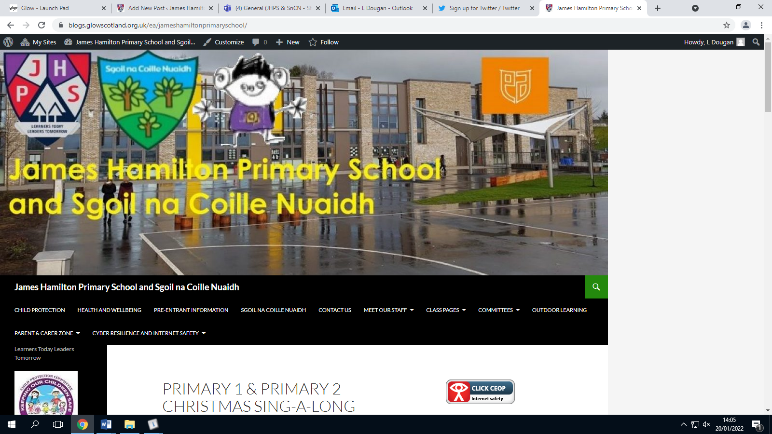 Glow - Launch Pad
Add New Post ‹ James Hamilt
(4) General (JHPS & SnCN - S
Email - L Dougan - Outlook
Sign up for Twitter / Twitter
James Hamilton Primary Scho
blogs.glowscotland.org.uk/ea/jameshamiltonprimaryschool/
My Sites
James Hamilton Primary School and Sgoi...
Customize
0
New
Follow
Howdy, L Dougan
J H
P S
LEARNERS TODAY
LEADERS TOMORROW
Sgoil na Coille Nuaidh
James Hamilton Primary School
and Sgoil na Coille Nuaidh
James Hamilton Primary School and Sgoil na Coille Nuaidh
CHILD PROTECTION
HEALTH AND WELLBEING
PRE-ENTRANT INFORMATION
SGOIL NA COILLE NUAIDH
CONTACT US
MEET OUR STAFF
CLASS PAGES
COMMITTEES
OUTDOOR LEARNING
PARENT & CARER ZONE
CYBER RESILIENCE AND INTERNET SAFETY
Learners Today Leaders
Tomorrow
PRIMARY 1 & PRIMARY 2
CHRISTMAS SING-A-LONG
CLICK CEOP
Internet safety
14:05
20/01/2022